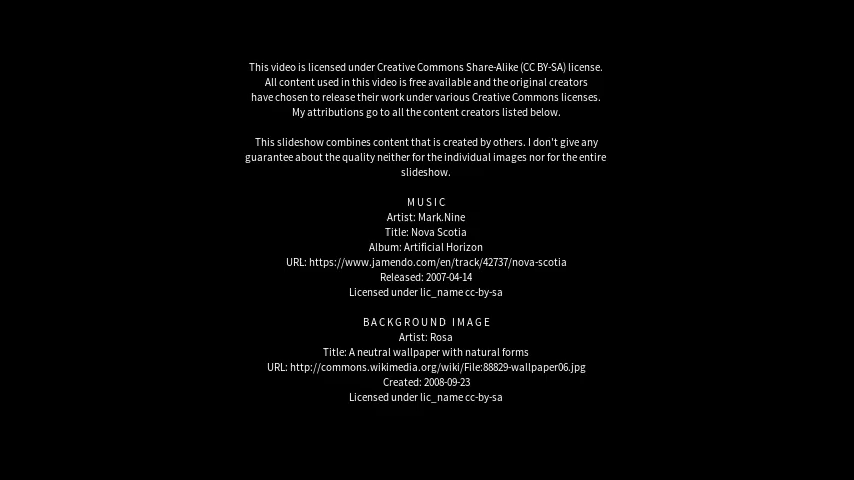 This video is licensed under Creative Commons Share-Alike (CC BY-SA) license.
All content used in this video is free available and the original creators
have chosen to release their work under various Creative Commons licenses.
My attributions go to all the content creators listed below.
This slideshow combines content that is created by others. I don't give any
guarantee about the quality neither for the individual images nor for the entire
slideshow.
MUSIC
Artist: Mark.Nine
Title: Nova Scotia
Album: Artificial Horizon
URL: https://www.jamendo.com/en/track/42737/nova-scotia
Released: 2007-04-14
Licensed under lic_name cc-by-sa
BACKGROUND IMAGE
Artist: Rosa
Title: A neutral wallpaper with natural forms
URL: http://commons.wikimedia.org/wiki/File:88829-wallpaper06.jpg
Created: 2008-09-23
Licensed under lic_name cc-by-sa